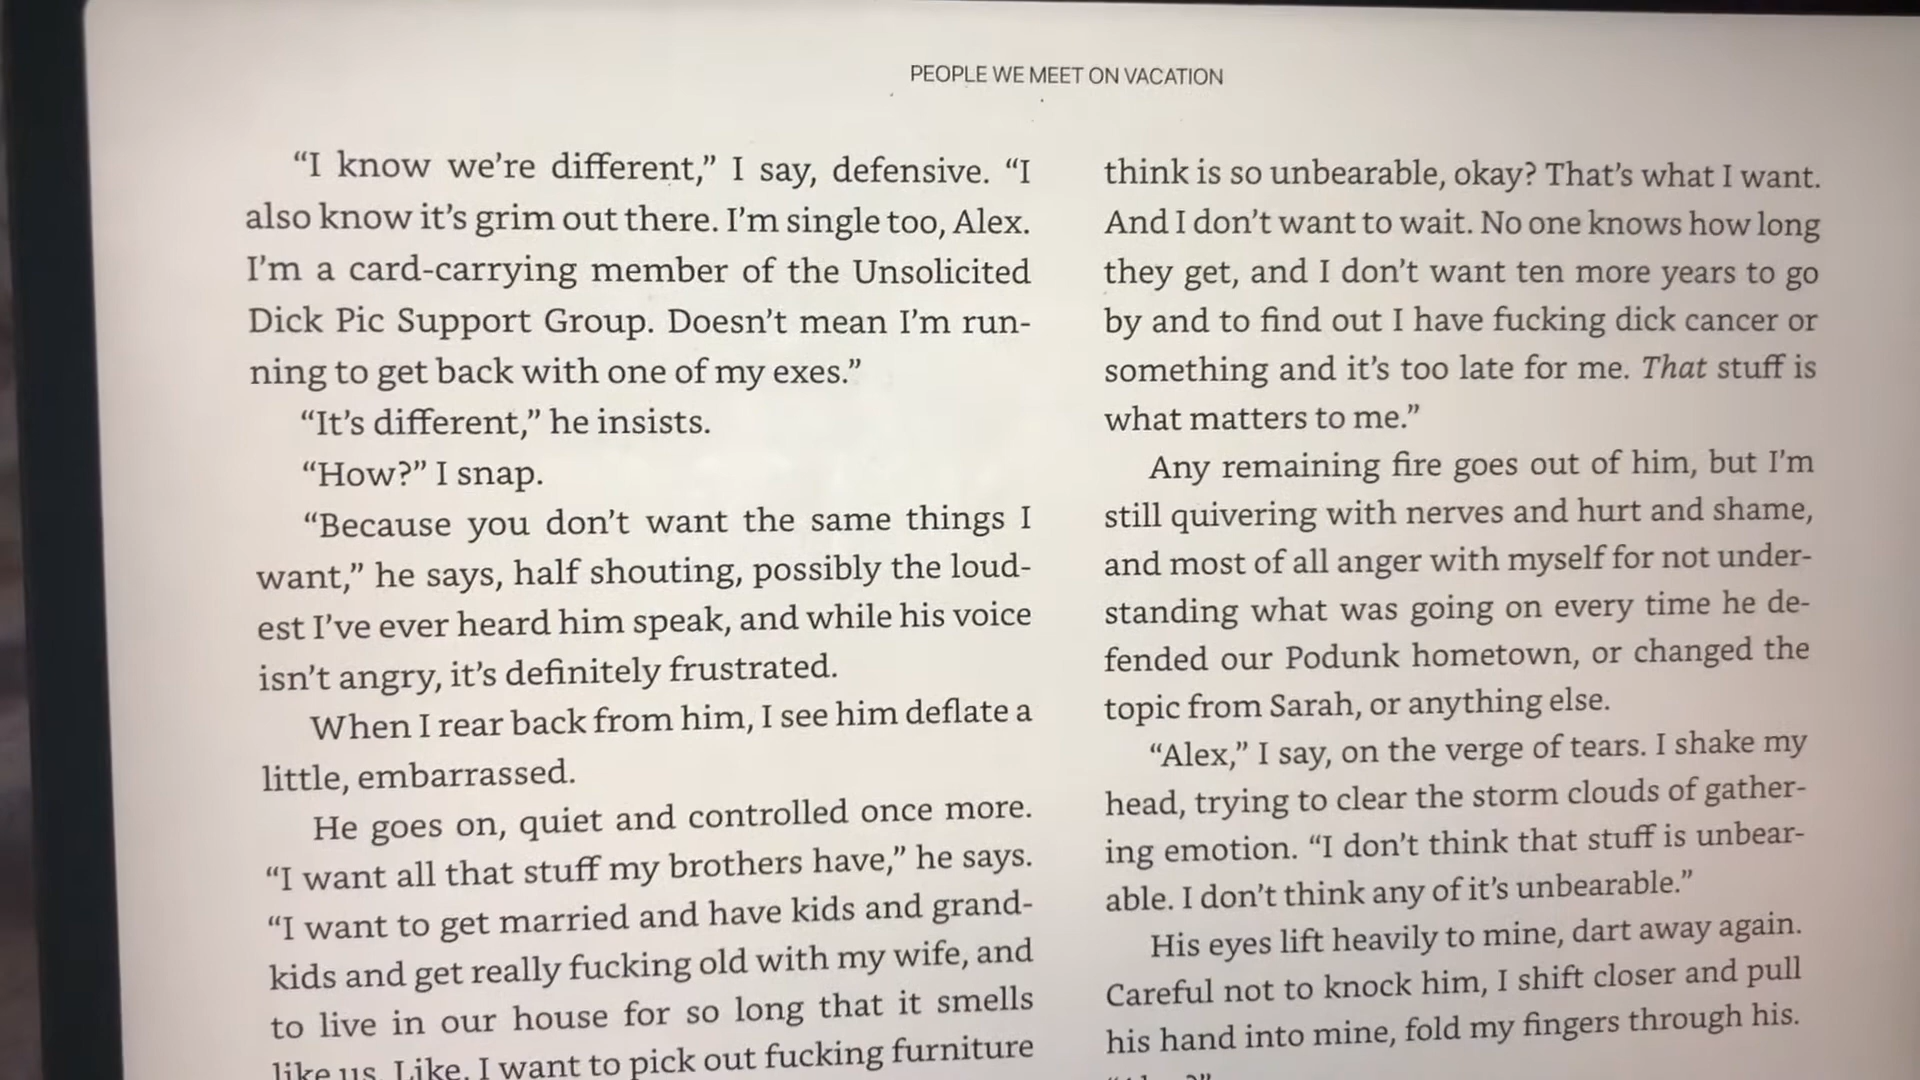 PEOPLE WE MEET ON VACATION
“I know we’re different,” I say, defensive. “I
also know it’s grim out there. I’m single too, Alex.
I’m a card-carrying member of the Unsolicited
Dick Pic Support Group. Doesn’t mean I’m run-
ning to get back with one of my exes.”
“It’s different,” he insists.
“How?” I snap.
“Because you don’t want the same things I
want,” he says, half shouting, possibly the loud-
est I’ve ever heard him speak, and while his voice
isn’t angry, it’s definitely frustrated.
When I rear back from him, I see him deflate a
little, embarrassed.
He goes on, quiet and controlled once more.
“I want all that stuff my brothers have,” he says.
“I want to get married and have kids and grand-
kids and get really fucking old with my wife, and
to live in our house for so long that it smells
like us. Like, I want to pick out fucking furniture
think is so unbearable, okay? That’s what I want.
And I don’t want to wait. No one knows how long
they get, and I don’t want ten more years to go
by and to find out I have fucking dick cancer or
something and it’s too late for me. That stuff is
what matters to me.”
Any remaining fire goes out of him, but I’m
still quivering with nerves and hurt and shame,
and most of all anger with myself for not under-
standing what was going on every time he de-
fended our Podunk hometown, or changed the
topic from Sarah, or anything else.
“Alex,” I say, on the verge of tears. I shake my
head, trying to clear the storm clouds of gather-
ing emotion. “I don’t think that stuff is unbear-
able. I don’t think any of it’s unbearable.”
His eyes lift heavily to mine, dart away again.
Careful not to knock him, I shift closer and pull
his hand into mine, fold my fingers through his.